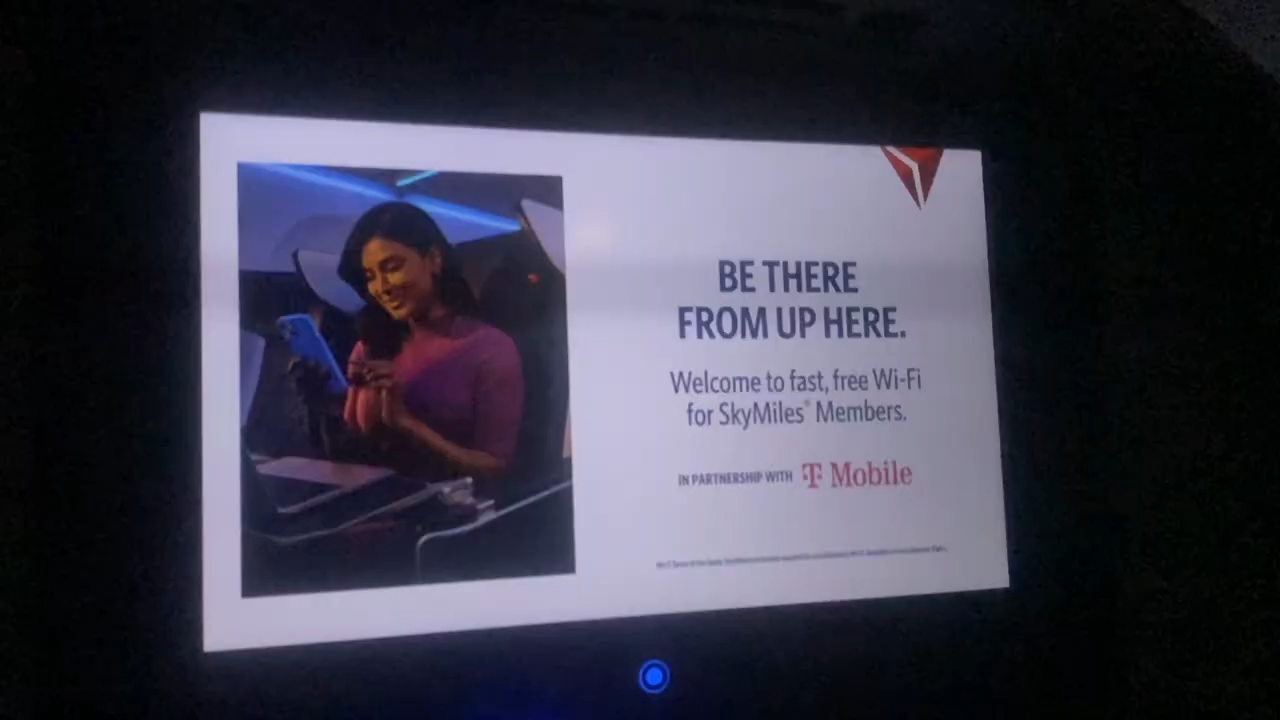 BE THERE
FROM UP HERE.
Welcome to fast, free Wi-Fi
for SkyMiles® Members.
IN PARTNERSHIP WITH T Mobile